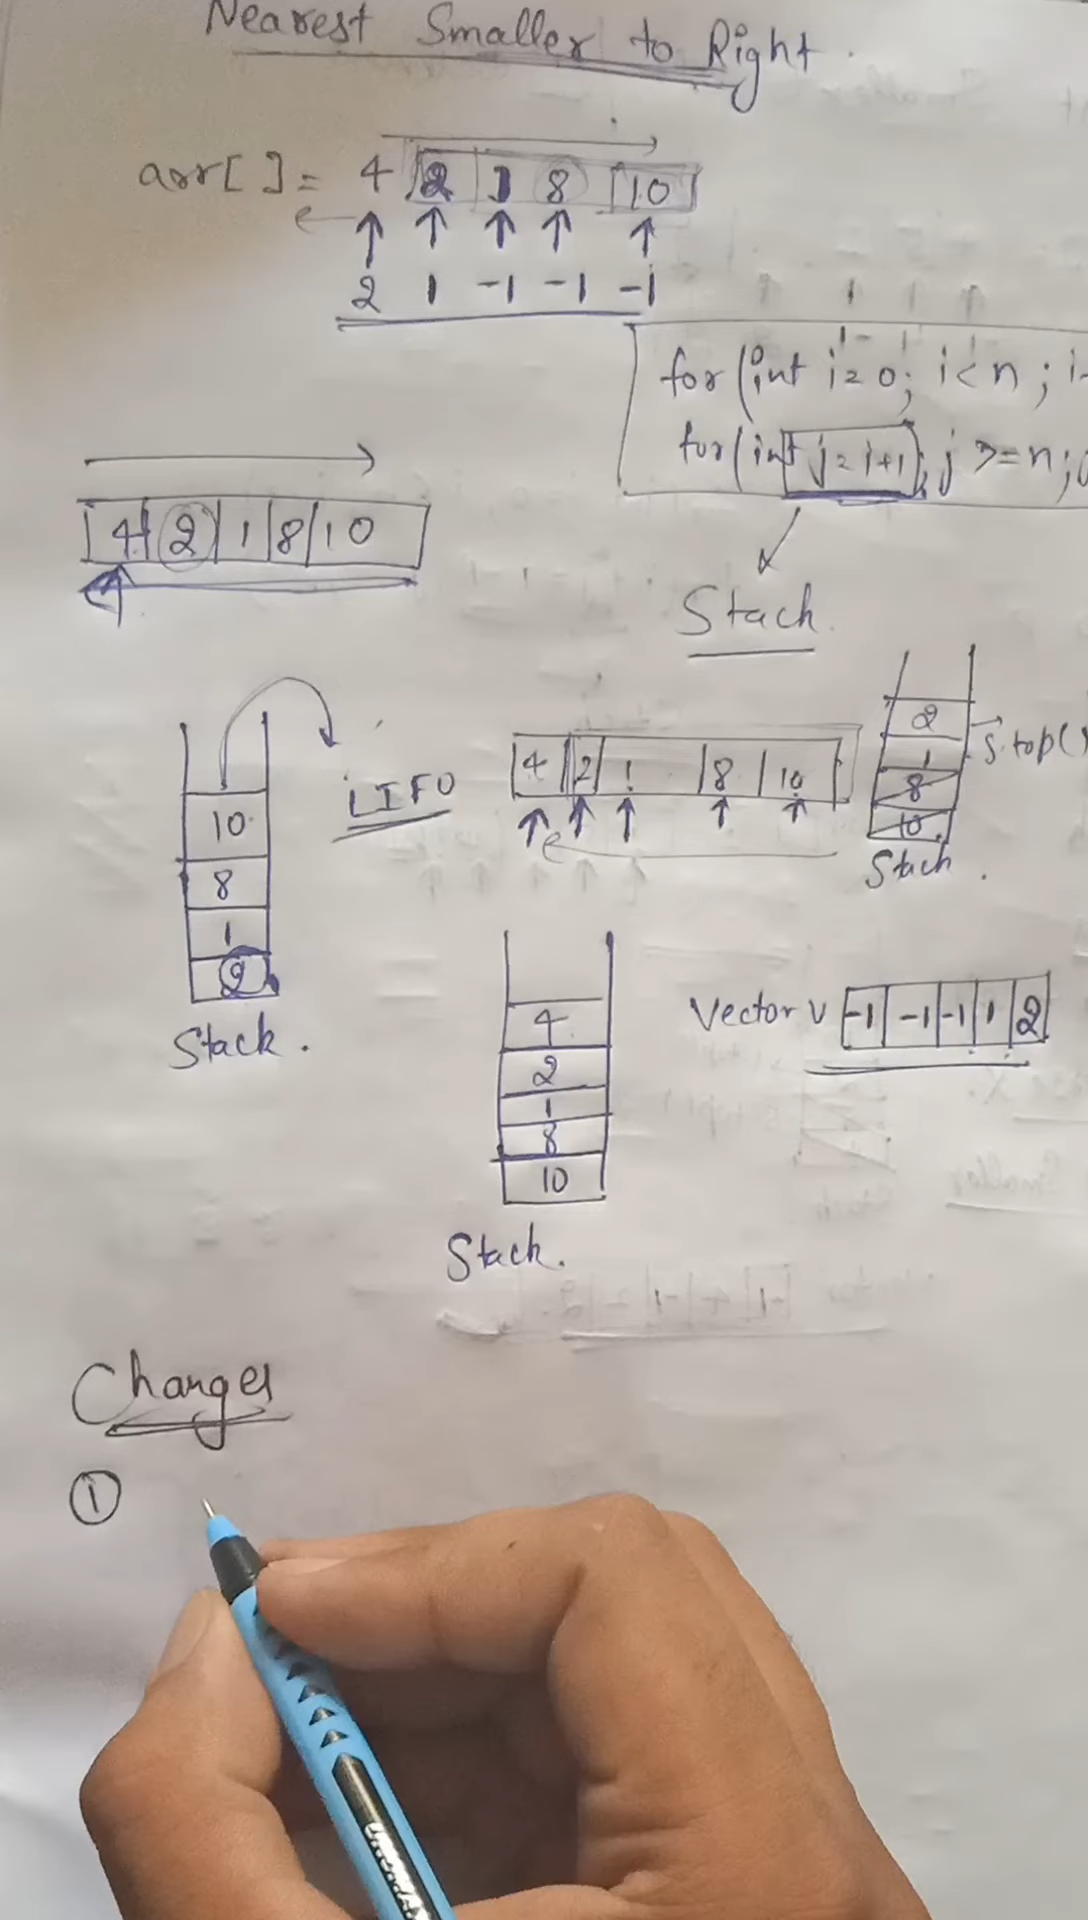 Nearest Smaller to Right
arr[ ] = 4 2 1 8 10
2 1 -1 -1 -1
for (int i = 0; i < n ; i
for (int j = i+1; j >= n ; j
4 2 1 8 10
Stack
10
8
1
2
Stack.
LIFO
4 2 1 8 10
2
1
8
10
s.top()
Stack.
Vector v -1 -1 -1 1 2
4
2
1
8
10
Stack.
Changes
1
UNOMAX